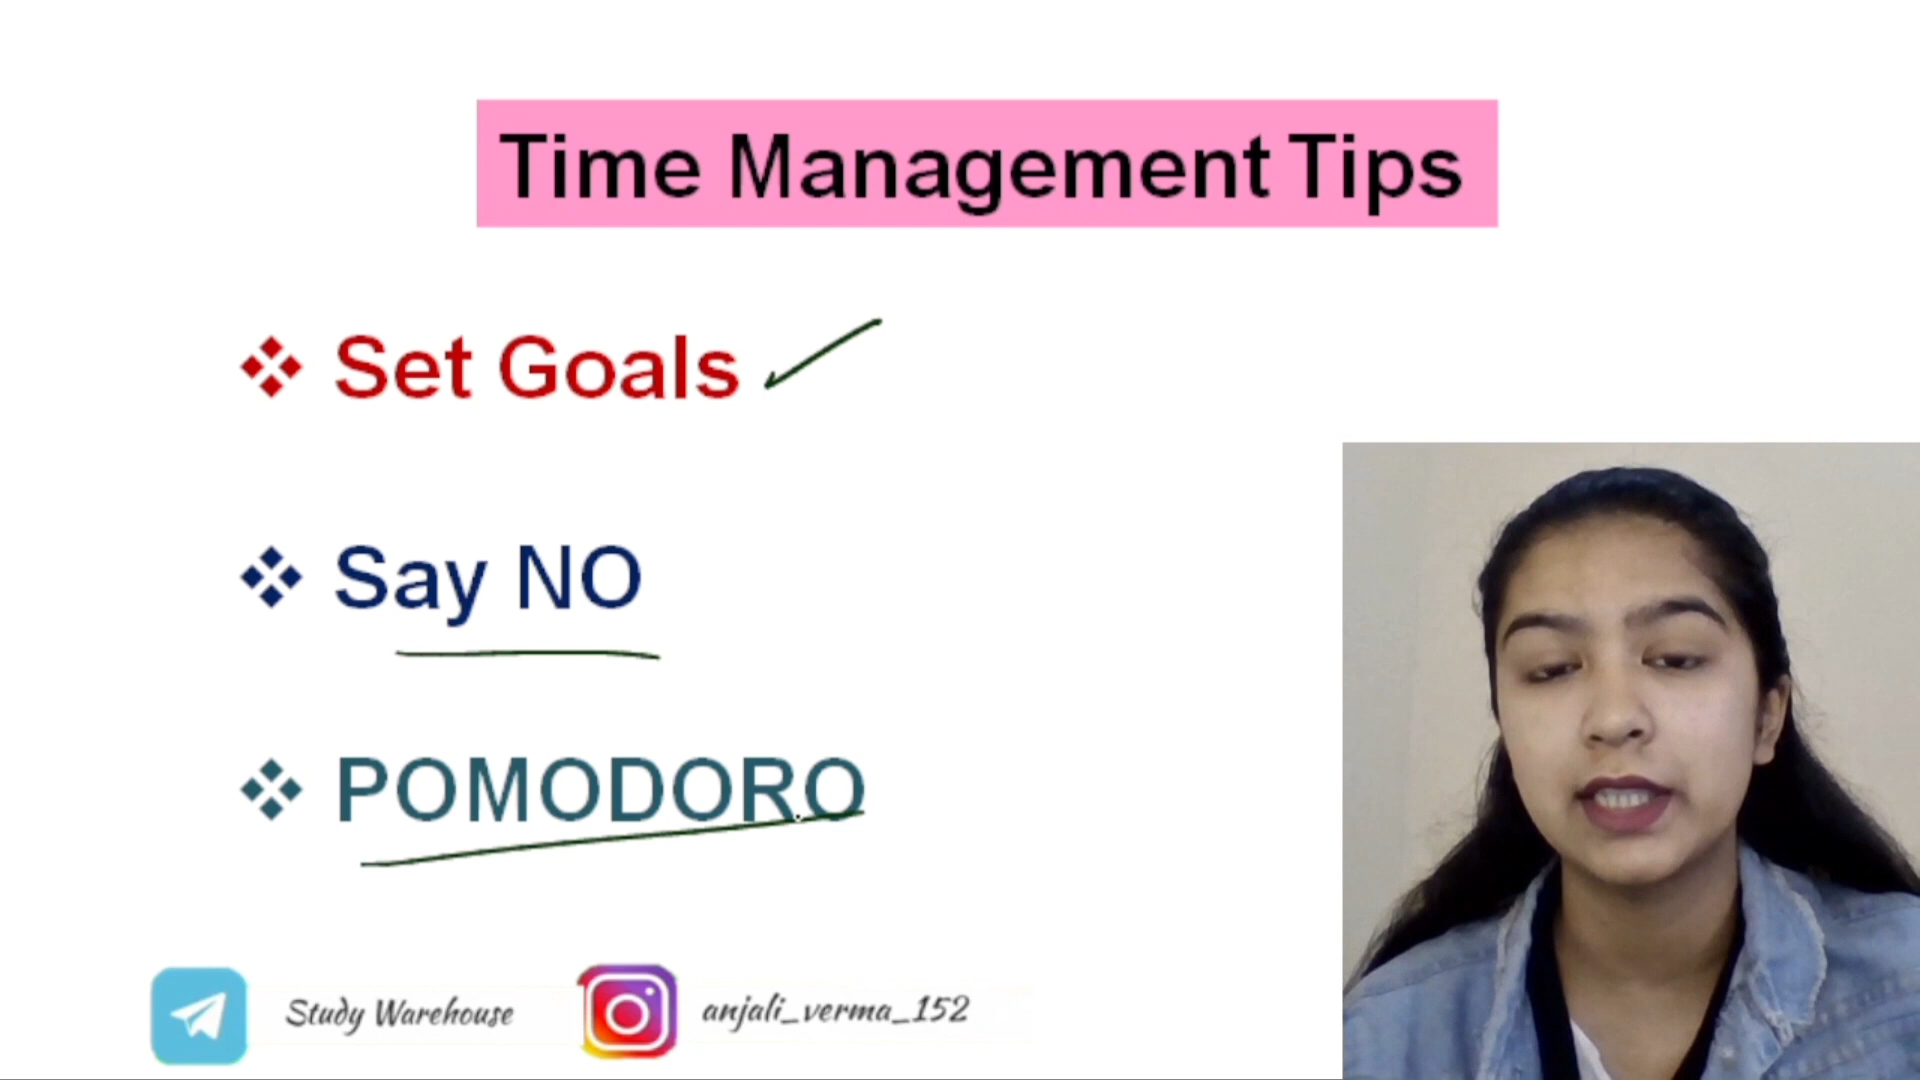 Time Management Tips
Set Goals
Say NO
POMODORO
Study Warehouse
anjali_verma_152